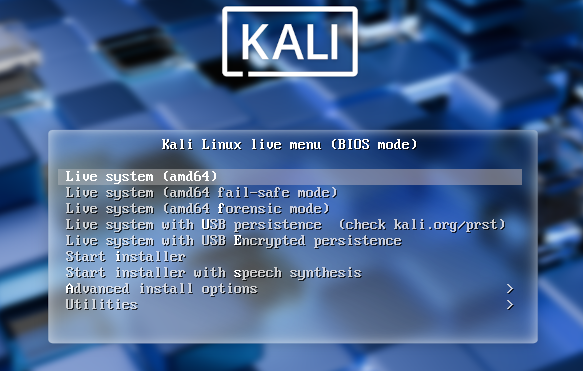 KALI
Kali Linux live menu (BIOS mode)
Live system (amd64)
Live system (amd64 fail-safe mode)
Live system (amd64 forensic mode)
Live system with USB persistence  (check kali.org/prst)
Live system with USB Encrypted persistence
Start installer
Start installer with speech synthesis
Advanced install options >
Utilities >